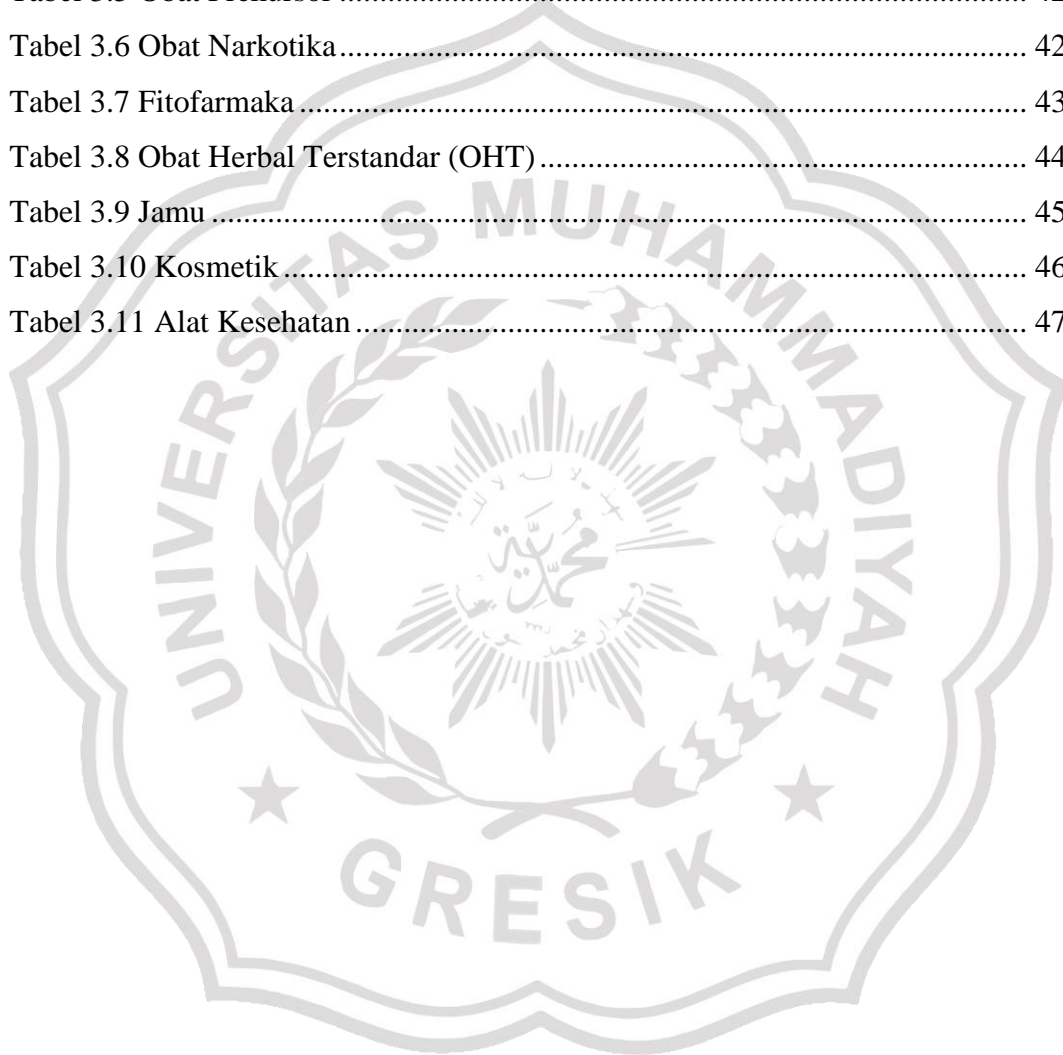 Tabel 3.6 Obat Narkotika ........ 42
Tabel 3.7 Fitofarmaka ........ 43
Tabel 3.8 Obat Herbal Terstandar (OHT) ........ 44
Tabel 3.9 Jamu ........ 45
Tabel 3.10 Kosmetik ........ 46
Tabel 3.11 Alat Kesehatan ........ 47
UNIVERSITAS MUHAMMADIYAH
GRESIK
محمد